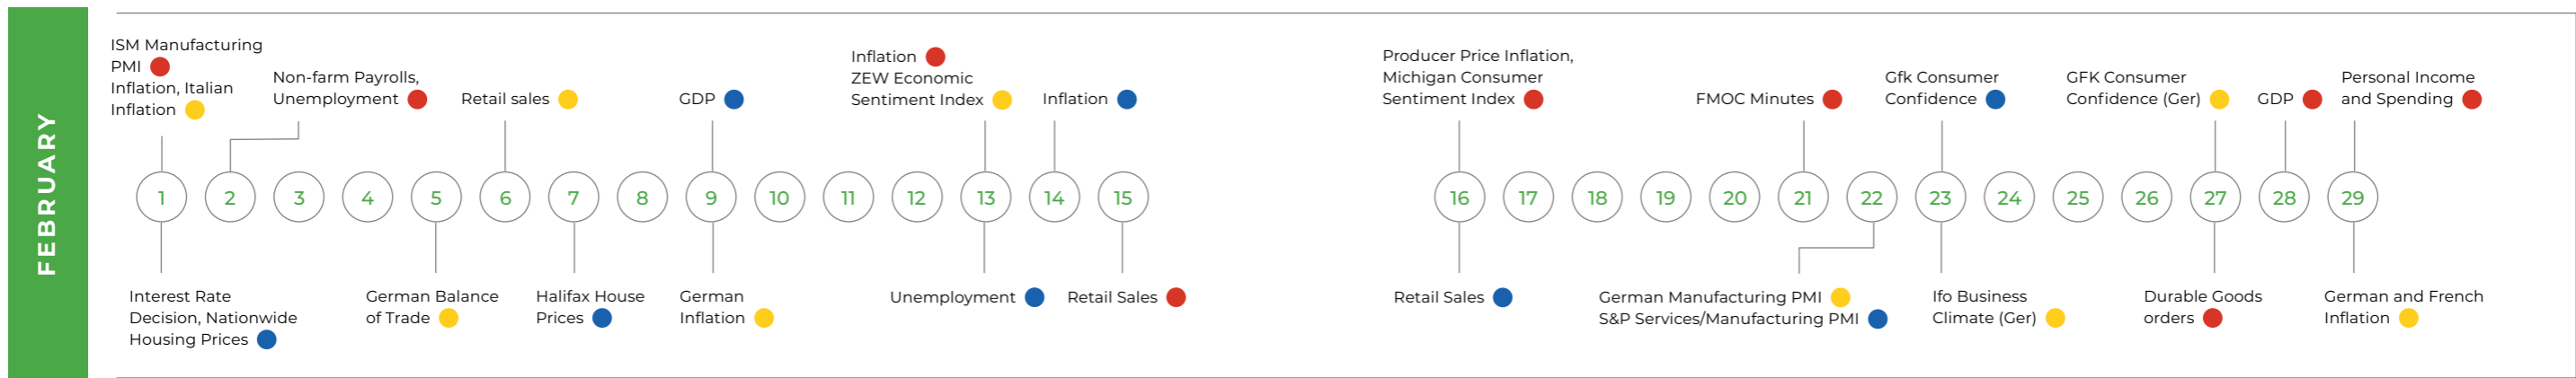 FEBRUARY
ISM Manufacturing
PMI
Inflation, Italian
Inflation
Non-farm Payrolls,
Unemployment
Retail sales
GDP
Inflation
ZEW Economic
Sentiment Index
Inflation
Producer Price Inflation,
Michigan Consumer
Sentiment Index
FMOC Minutes
Gfk Consumer
Confidence
GFK Consumer
Confidence (Ger)
GDP
Personal Income
and Spending
1 2 3 4 5 6 7 8 9 10 11 12 13 14 15 16 17 18 19 20 21 22 23 24 25 26 27 28 29
Interest Rate
Decision, Nationwide
Housing Prices
German Balance
of Trade
Halifax House
Prices
German
Inflation
Unemployment
Retail Sales
Retail Sales
German Manufacturing PMI
S&P Services/Manufacturing PMI
Ifo Business
Climate (Ger)
Durable Goods
orders
German and French
Inflation